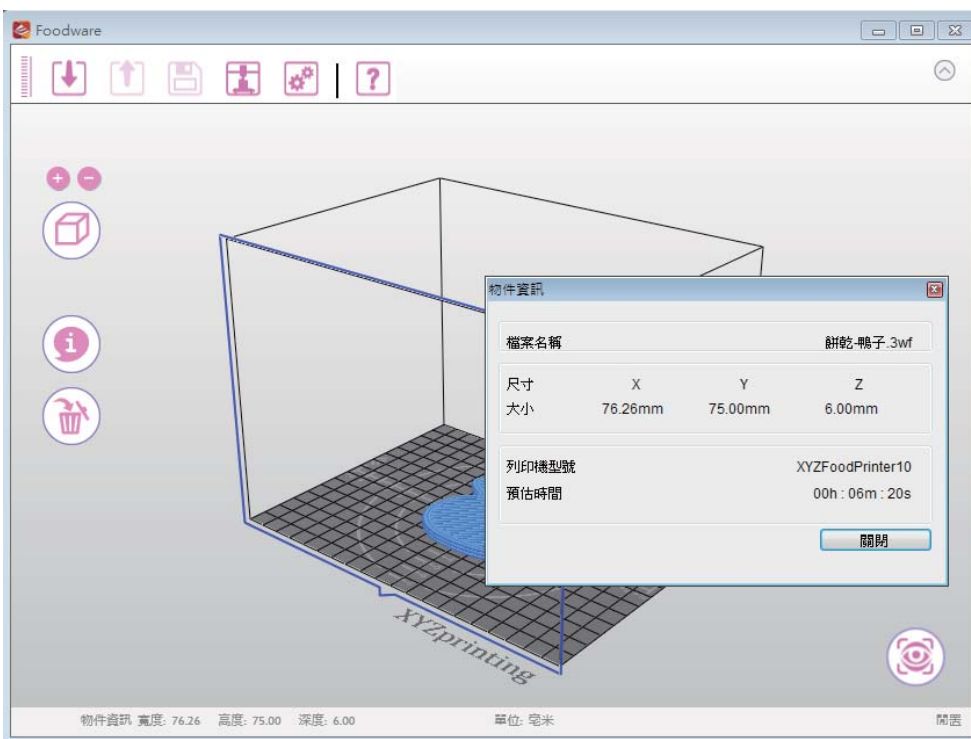 Foodware
?
物件資訊
檔案名稱 餅乾-鴨子.3wf
尺寸 X Y Z
大小 76.26mm 75.00mm 6.00mm
列印機型號 XYZFoodPrinter10
預估時間 00h : 06m : 20s
關閉
XYZprinting
物件資訊 寬度: 76.26 高度: 75.00 深度: 6.00 單位: 毫米 閒置